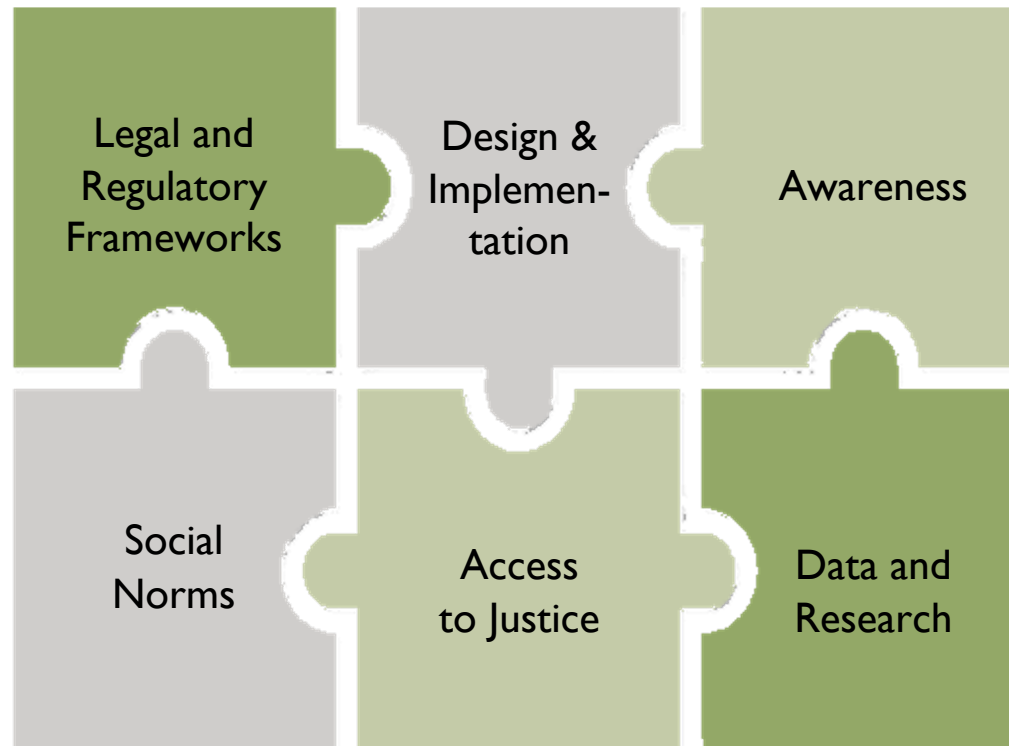 Legal and
Regulatory
Frameworks
Design &
Implemen-
tation
Awareness
Social
Norms
Access
to Justice
Data and
Research